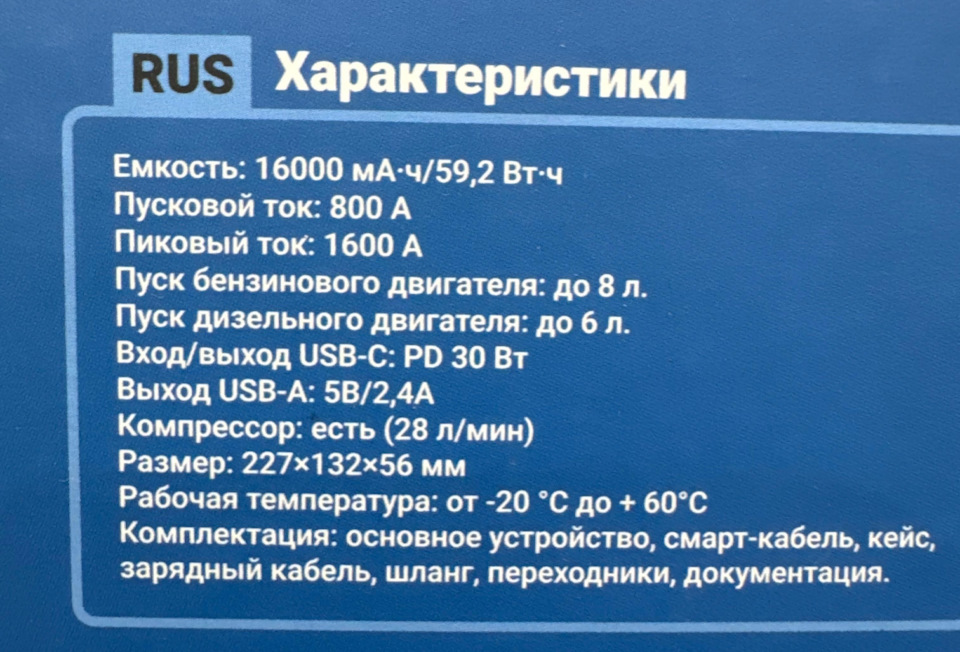 RUS Характеристики
Емкость: 16000 мА·ч/59,2 Вт·ч
Пусковой ток: 800 А
Пиковый ток: 1600 А
Пуск бензинового двигателя: до 8 л.
Пуск дизельного двигателя: до 6 л.
Вход/выход USB-C: PD 30 Вт
Выход USB-A: 5В/2,4А
Компрессор: есть (28 л/мин)
Размер: 227×132×56 мм
Рабочая температура: от -20 °C до + 60°C
Комплектация: основное устройство, смарт-кабель, кейс,
зарядный кабель, шланг, переходники, документация.